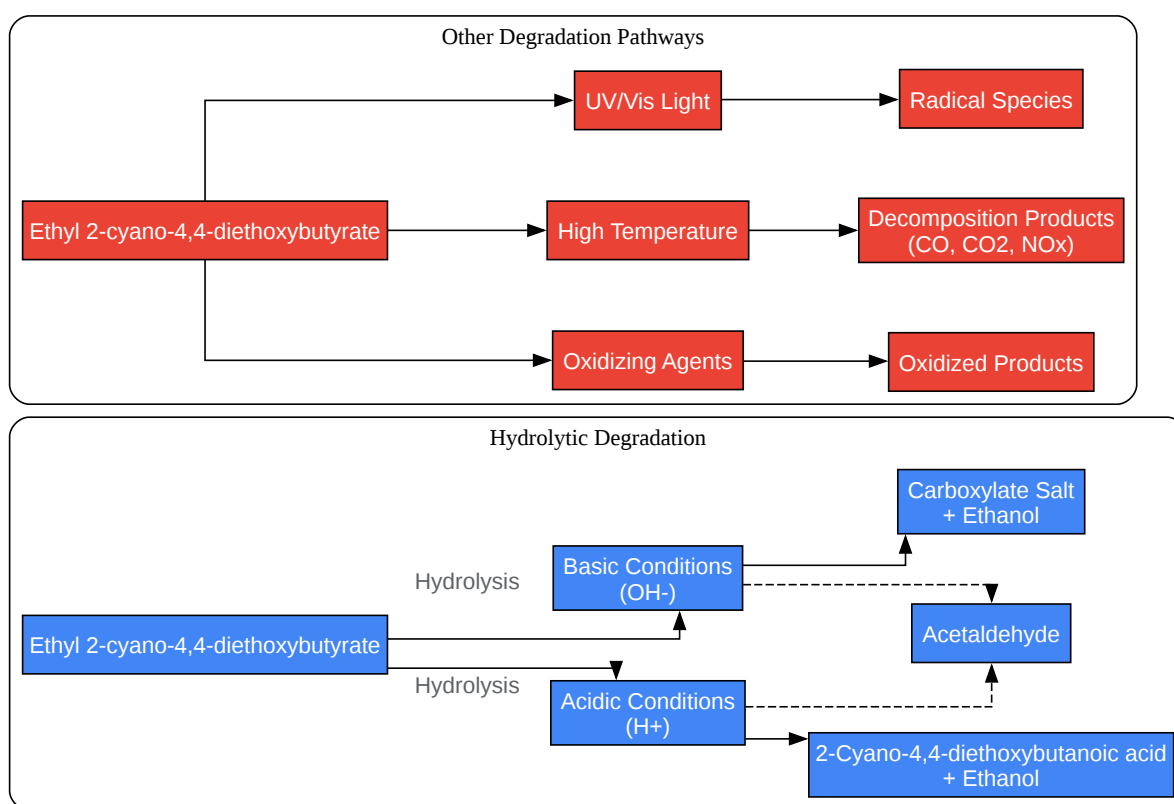 Other Degradation Pathways
UV/Vis Light
Radical Species
Ethyl 2-cyano-4,4-diethoxybutyrate
High Temperature
Decomposition Products
(CO, CO2, NOx)
Oxidizing Agents
Oxidized Products
Hydrolytic Degradation
Carboxylate Salt
+ Ethanol
Hydrolysis
Basic Conditions
(OH-)
Ethyl 2-cyano-4,4-diethoxybutyrate
Acetaldehyde
Hydrolysis
Acidic Conditions
(H+)
2-Cyano-4,4-diethoxybutanoic acid
+ Ethanol